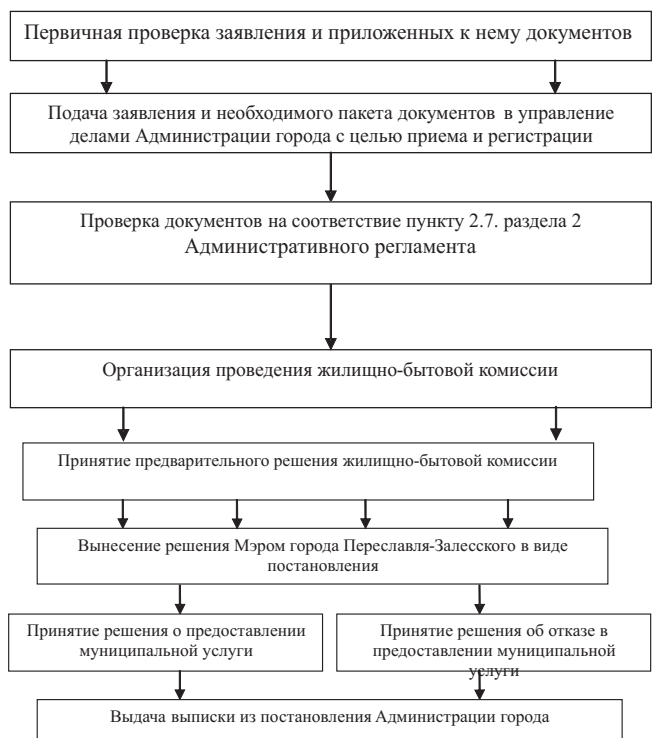 Первичная проверка заявления и приложенных к нему документов
Подача заявления и необходимого пакета документов в управление
делами Администрации города с целью приема и регистрации
Проверка документов на соответствие пункту 2.7. раздела 2
Административного регламента
Организация проведения жилищно-бытовой комиссии
Принятие предварительного решения жилищно-бытовой комиссии
Вынесение решения Мэром города Переславля-Залесского в виде
постановления
Принятие решения о предоставлении
муниципальной услуги
Принятие решения об отказе в
предоставлении муниципальной
услуги
Выдача выписки из постановления Администрации города